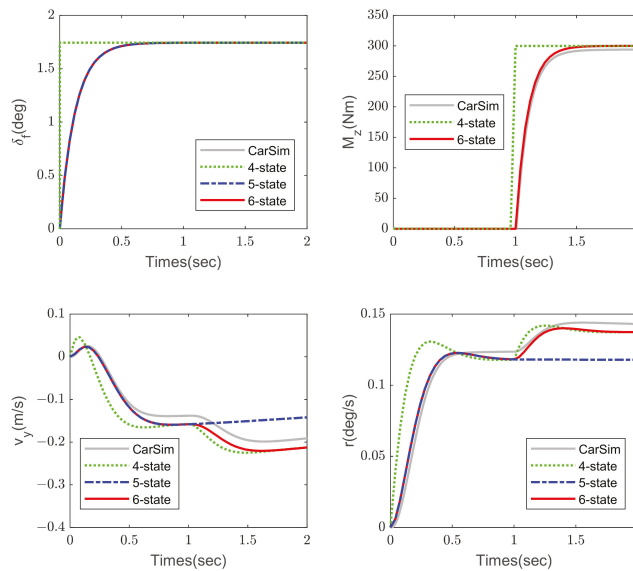 2
1.5
1
0.5
0
δf(deg)
CarSim
4-state
5-state
6-state
0 0.5 1 1.5 2
Times(sec)
350
300
250
200
150
100
50
0
Mz(Nm)
CarSim
4-state
6-state
0 0.5 1 1.5
Times(sec)
0.1
0
−0.1
−0.2
−0.3
−0.4
vy(m/s)
CarSim
4-state
5-state
6-state
0 0.5 1 1.5 2
Times(sec)
0.15
0.1
0.05
0
r(deg/s)
CarSim
4-state
5-state
6-state
0 0.5 1 1.5
Times(sec)